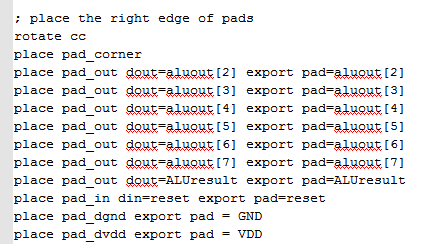 ; place the right edge of pads
rotate cc
place pad_corner
place pad_out dout=aluout[2] export pad=aluout[2]
place pad_out dout=aluout[3] export pad=aluout[3]
place pad_out dout=aluout[4] export pad=aluout[4]
place pad_out dout=aluout[5] export pad=aluout[5]
place pad_out dout=aluout[6] export pad=aluout[6]
place pad_out dout=aluout[7] export pad=aluout[7]
place pad_out dout=ALUresult export pad=ALUresult
place pad_in din=reset export pad=reset
place pad_dgnd export pad = GND
place pad_dvdd export pad = VDD